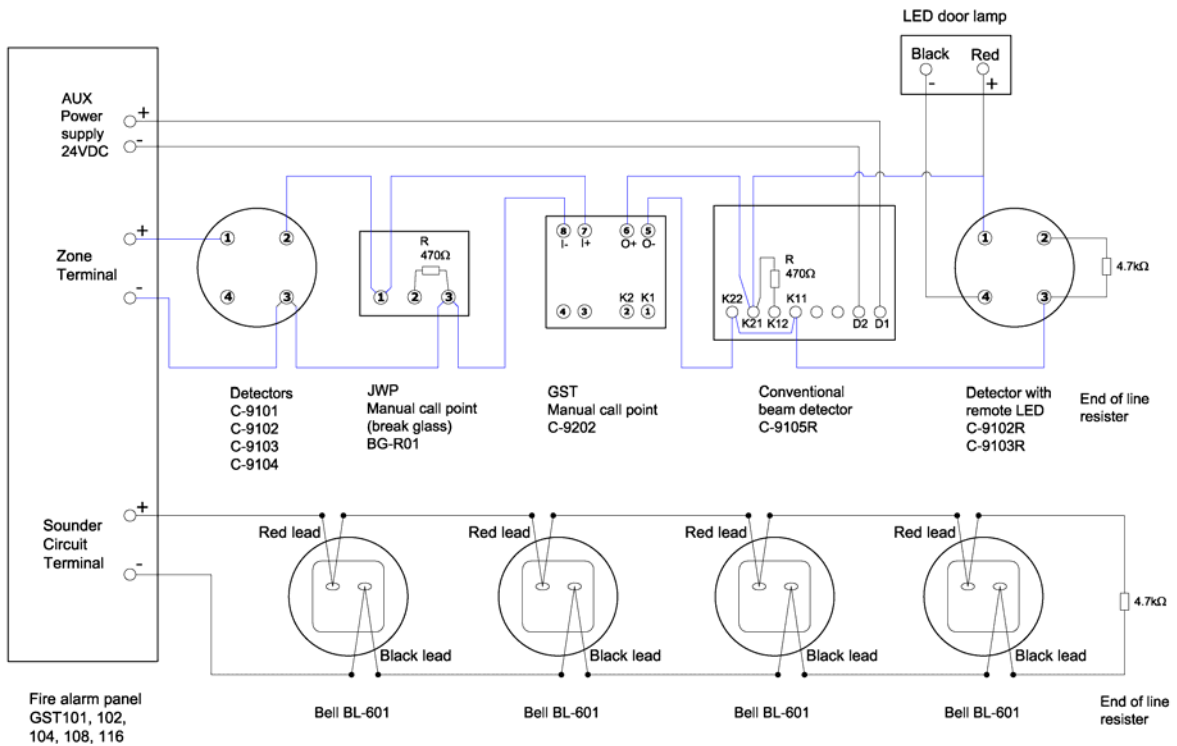 LED door lamp
Black
Red
-
+
AUX
Power
supply
24VDC
+
-
Zone
Terminal
+
-
1
2
4
3
R
470Ω
1
2
3
8
7
6
5
I-
I+
O+
O-
K2
K1
4
3
2
1
R
470Ω
K22
K11
K21
K12
D2
D1
1
2
4
3
4.7kΩ
Detectors
C-9101
C-9102
C-9103
C-9104
JWP
Manual call point
(break glass)
BG-R01
GST
Manual call point
C-9202
Conventional
beam detector
C-9105R
Detector with
remote LED
C-9102R
C-9103R
End of line
resister
Sounder
Circuit
Terminal
+
-
Red lead
Red lead
Red lead
Red lead
4.7kΩ
Black lead
Black lead
Black lead
Black lead
Fire alarm panel
GST101, 102,
104, 108, 116
Bell BL-601
Bell BL-601
Bell BL-601
Bell BL-601
End of line
resister